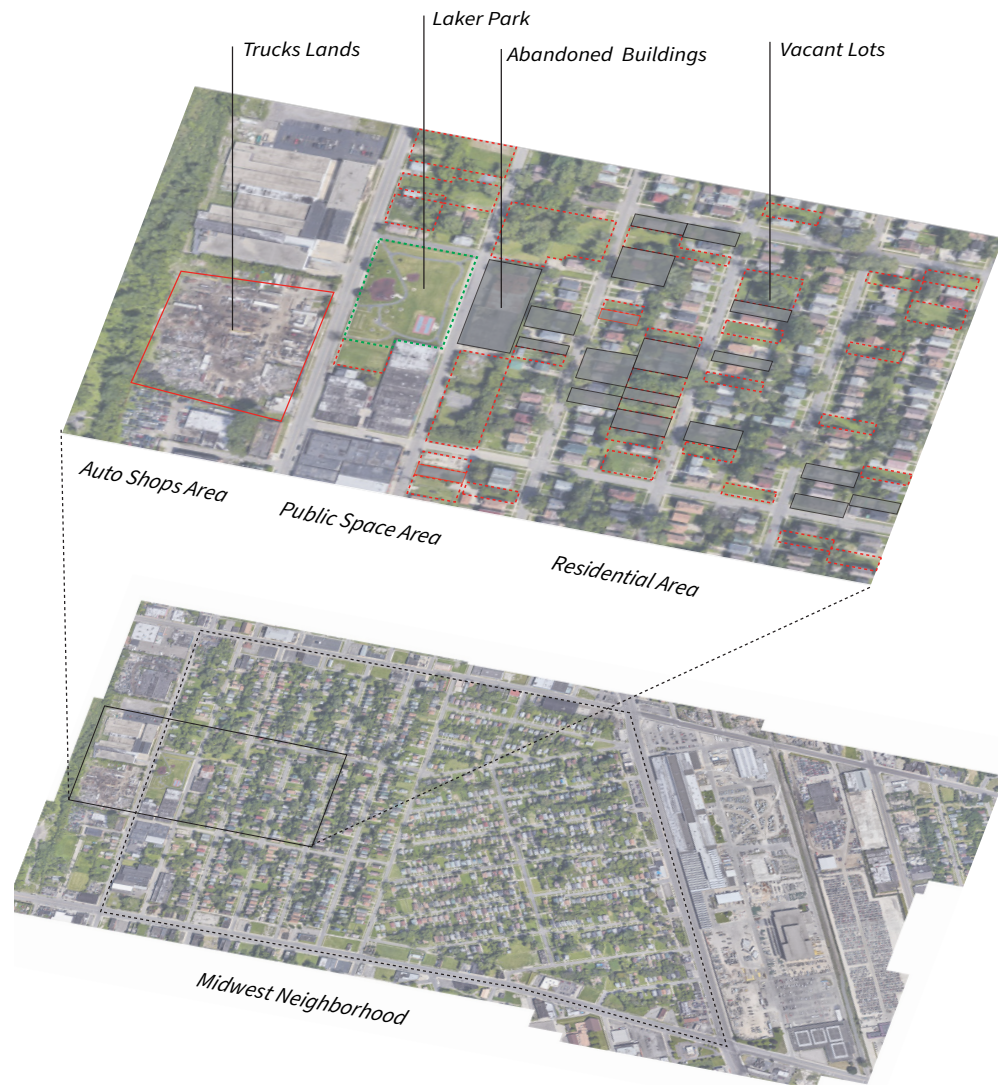 Laker Park
Trucks Lands
Abandoned Buildings
Vacant Lots
Auto Shops Area
Public Space Area
Residential Area
Midwest Neighborhood